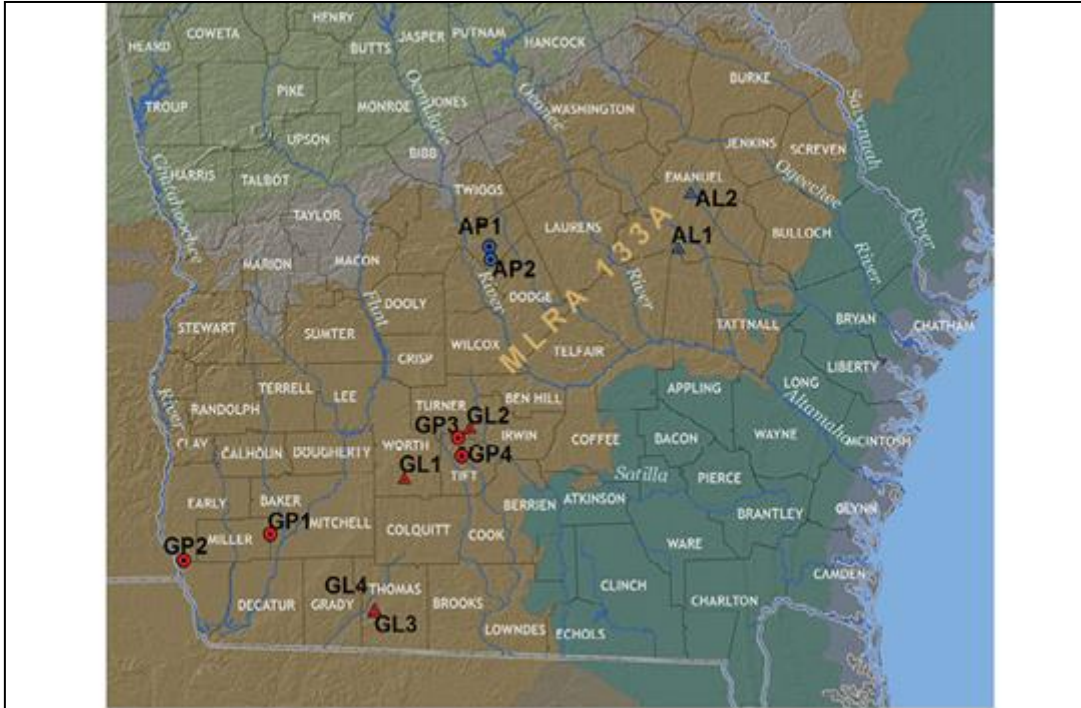 HENRY
COWETA
JASPER
PUTNAM
HANCOCK
HEARD
BUTTS
BURKE
PIKE
TROUP
MONROE
JONES
Ocmulgee
Oconee
WASHINGTON
Savannah
River
UPSON
JENKINS
SCREVEN
BIBB
HARRIS
TALBOT
Chatahoochee
EMANUEL
Ogeechee
River
TWIGGS
AL2
TAYLOR
AP1
LAURENS
AL1
BULLOCH
MARION
MACON
AP2
River
MLRA 133A
River
DODGE
DOOLY
Flint
STEWART
SUMTER
TATTNALL
BRYAN
CHATHAM
WILCOX
TELFAIR
CRISP
LIBERTY
TERRELL
LEE
APPLING
LONG
Altamaha
River
RANDOLPH
TURNER
BEN HILL
GP3
GL2
CLAY
CALHOUN
DOUGHERTY
WORTH
IRWIN
COFFEE
BACON
WAYNE
MCINTOSH
GP4
GL1
TIFT
Satilla
PIERCE
EARLY
BAKER
BERRIEN
ATKINSON
BRANTLEY
GLYNN
GP1
MITCHELL
COLQUITT
COOK
MILLER
WARE
GP2
CAMDEN
GL4
THOMAS
CLINCH
DECATUR
GRADY
BROOKS
CHARLTON
GL3
LOWNDES
ECHOLS